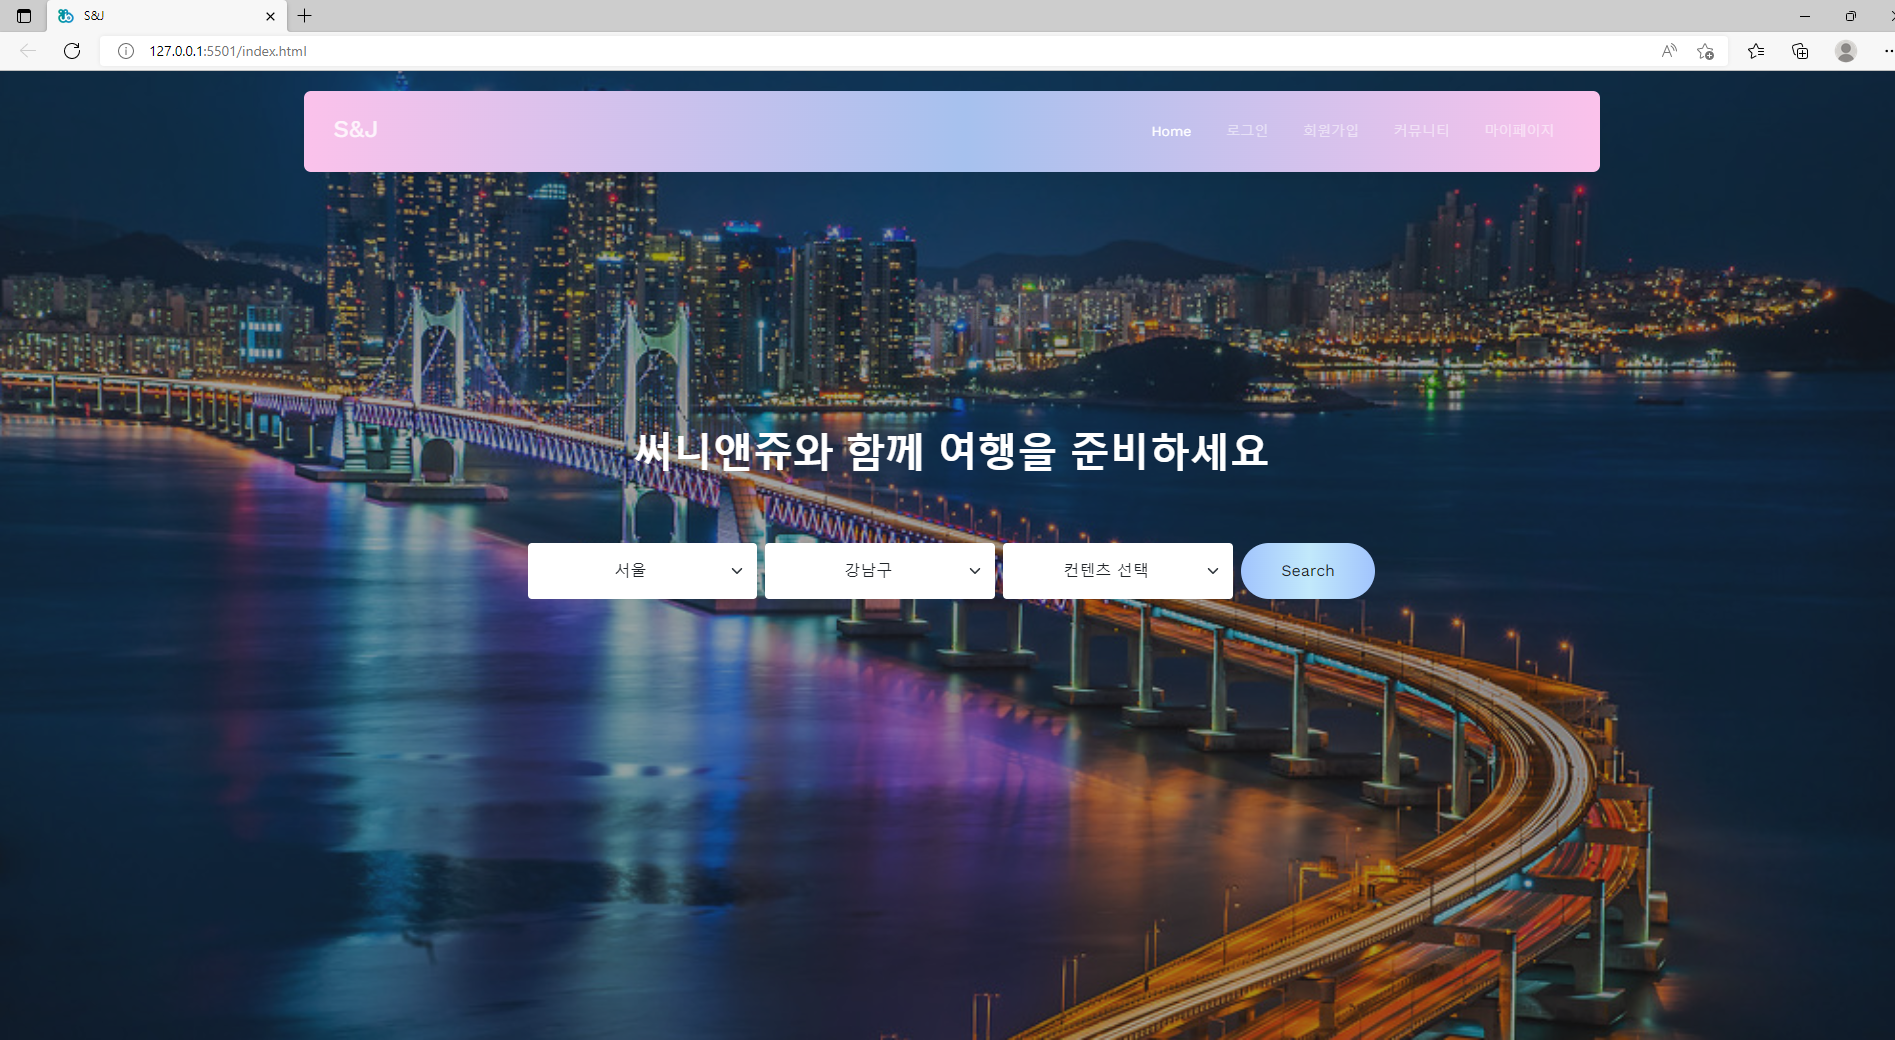 S&J
127.0.0.1:5501/index.html
S&J
Home 로그인 회원가입 커뮤니티 마이페이지
써니앤쥬와 함께 여행을 준비하세요
서울 강남구 컨텐츠 선택 Search